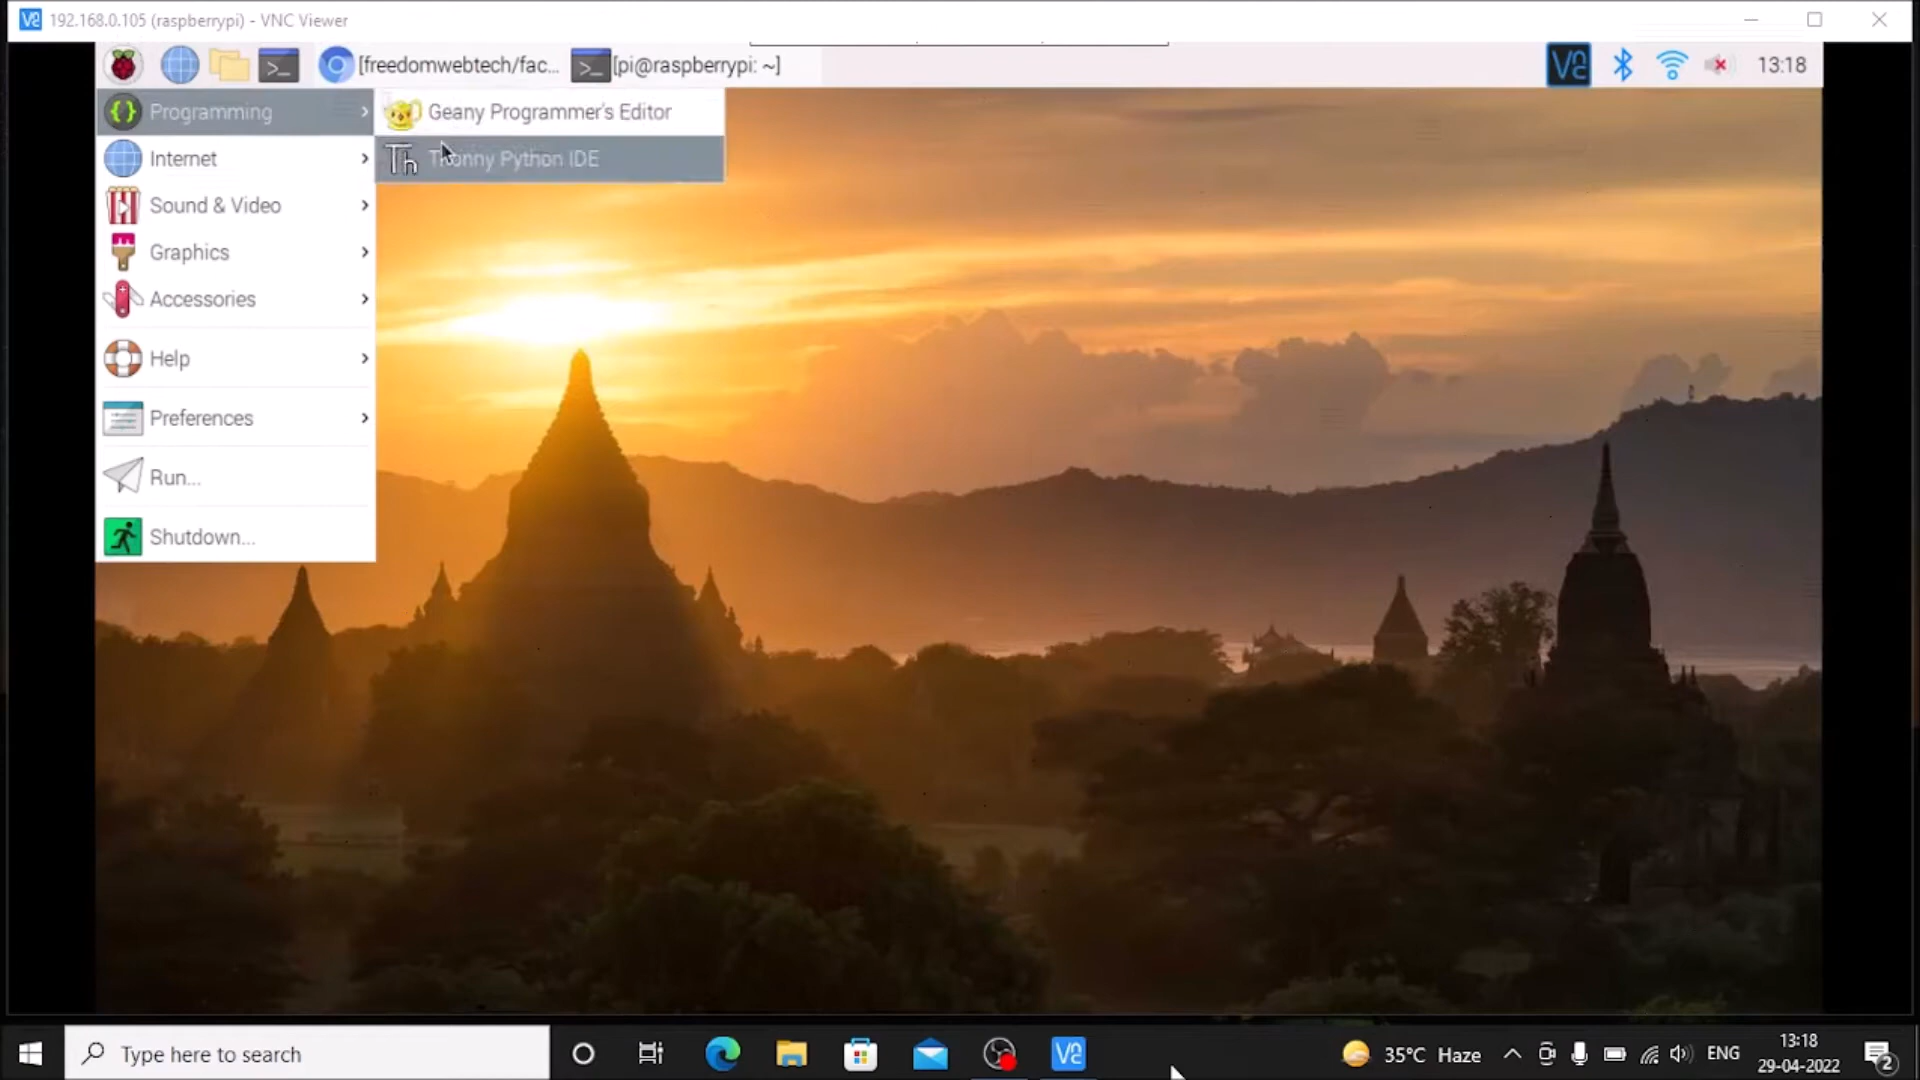 192.168.0.105 (raspberrypi) - VNC Viewer
[freedomwebtech/fac...
[pi@raspberrypi: ~]
13:18
Programming
Geany Programmer's Editor
Internet
Thonny Python IDE
Sound & Video
Graphics
Accessories
Help
Preferences
Run...
Shutdown...
Type here to search
35°C Haze
ENG
13:18
29-04-2022
2